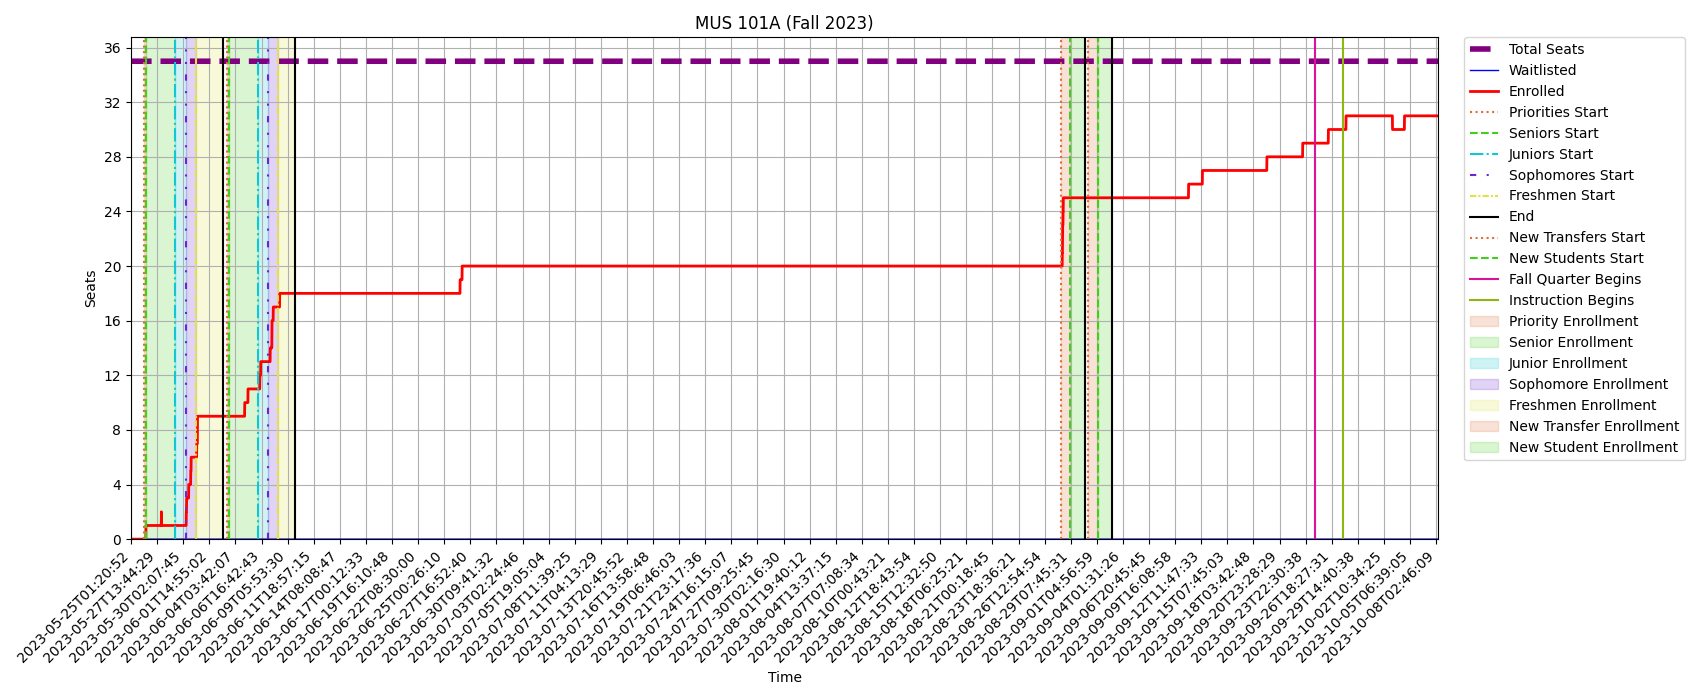 MUS 101A (Fall 2023)
36
32
28
24
20
16
12
8
4
0
Seats
2023-05-25T01:20:52
2023-05-27T13:44:29
2023-05-30T02:07:45
2023-06-01T14:55:02
2023-06-04T03:42:07
2023-06-06T16:42:43
2023-06-09T05:53:30
2023-06-11T18:57:15
2023-06-14T08:08:47
2023-06-17T00:12:33
2023-06-19T16:10:48
2023-06-22T08:30:00
2023-06-25T00:26:10
2023-06-27T16:52:40
2023-06-30T09:41:32
2023-07-03T02:24:46
2023-07-05T19:05:04
2023-07-08T11:39:25
2023-07-11T04:13:29
2023-07-13T20:45:52
2023-07-16T13:58:48
2023-07-19T06:46:03
2023-07-21T23:17:36
2023-07-24T16:15:07
2023-07-27T09:25:45
2023-07-30T02:16:30
2023-08-01T19:40:12
2023-08-04T13:37:15
2023-08-07T07:08:34
2023-08-10T00:43:21
2023-08-12T18:43:54
2023-08-15T12:32:50
2023-08-18T06:25:21
2023-08-21T00:18:45
2023-08-23T18:36:21
2023-08-26T12:54:54
2023-08-29T07:45:31
2023-09-01T04:56:59
2023-09-04T01:31:26
2023-09-06T20:45:45
2023-09-09T16:08:58
2023-09-12T11:47:33
2023-09-15T07:45:03
2023-09-18T03:42:48
2023-09-20T23:28:29
2023-09-23T22:30:38
2023-09-26T18:27:31
2023-09-29T14:40:38
2023-10-02T10:34:25
2023-10-05T06:39:05
2023-10-08T02:46:09
Time
Total Seats
Waitlisted
Enrolled
Priorities Start
Seniors Start
Juniors Start
Sophomores Start
Freshmen Start
End
New Transfers Start
New Students Start
Fall Quarter Begins
Instruction Begins
Priority Enrollment
Senior Enrollment
Junior Enrollment
Sophomore Enrollment
Freshmen Enrollment
New Transfer Enrollment
New Student Enrollment